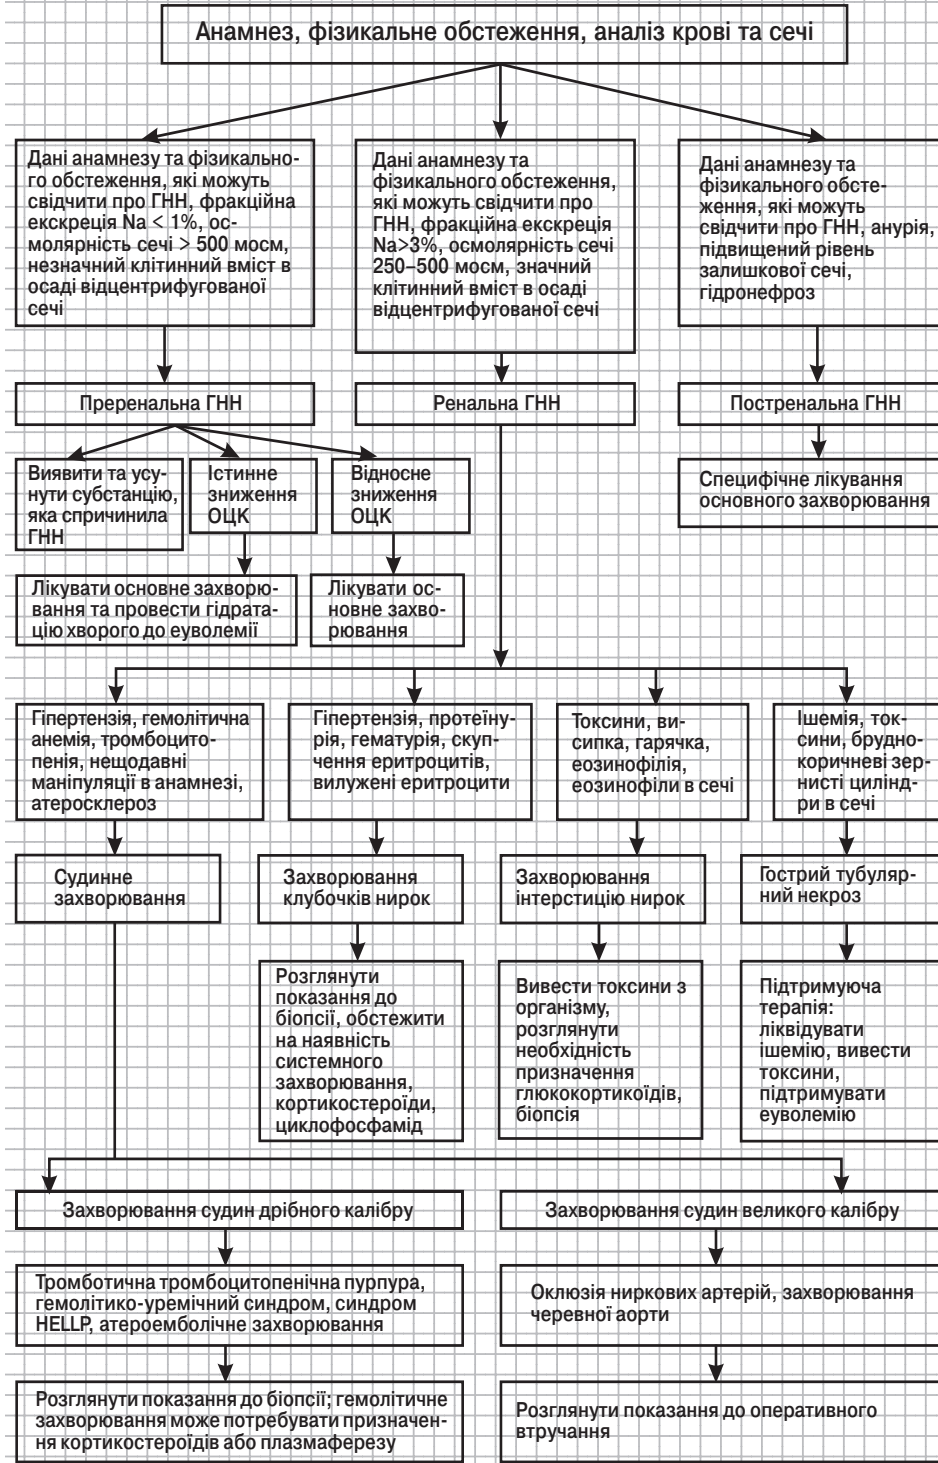 Анамнез, фізикальне обстеження, аналіз крові та сечі
Дані анамнезу та фізикально-
го обстеження, які можуть
свідчити про ГНН, фракційна
екскреція Na < 1%, ос-
молярність сечі > 500 мосм,
незначний клітинний вміст в
осаді відцентрифугованої
сечі
Дані анамнезу та
фізикального обстеження,
які можуть свідчити про
ГНН, фракційна екскреція
Na>3%, осмолярність сечі
250–500 мосм, значний
клітинний вміст в осаді
відцентрифугованої сечі
Дані анамнезу та
фізикального обсте-
ження, які можуть
свідчити про ГНН, анурія,
підвищений рівень
залишкової сечі,
гідронефроз
Преренальна ГНН
Ренальна ГНН
Постренальна ГНН
Виявити та усу-
нути субстанцію,
яка спричинила
ГНН
Істинне
зниження
ОЦК
Відносне
зниження
ОЦК
Специфічне лікування
основного захворювання
Лікувати основне захворю-
вання та провести гідрата-
цію хворого до еуволемії
Лікувати ос-
новне захво-
рювання
Гіпертензія, гемолітична
анемія, тромбоцито-
пенія, нещодавні
маніпуляції в анамнезі,
атеросклероз
Гіпертензія, протеїну-
рія, гематурія, скуп-
чення еритроцитів,
вилужені еритроцити
Токсини, ви-
сипка, гарячка,
еозинофілія,
еозинофіли в сечі
Ішемія, ток-
сини, брудно-
коричневі зер-
нисті цилінд-
ри в сечі
Судинне
захворювання
Захворювання
клубочків нирок
Захворювання
інтерстицію нирок
Гострий тубуляр-
ний некроз
Розглянути
показання до
біопсії, обстежити
на наявність
системного
захворювання,
кортикостероїди,
циклофосфамід
Вивести токсини з
організму,
розглянути
необхідність
призначення
глюкокортикоїдів,
біопсія
Підтримуюча
терапія:
ліквідувати
ішемію, вивести
токсини,
підтримувати
еуволемію
Захворювання судин дрібного калібру
Захворювання судин великого калібру
Тромботична тромбоцитопенічна пурпура,
гемолітико-уремічний синдром, синдром
HELLP, атероемболічне захворювання
Оклюзія ниркових артерій, захворювання
черевної аорти
Розглянути показання до біопсії; гемолітичне
захворювання може потребувати призначен-
ня кортикостероїдів або плазмаферезу
Розглянути показання до оперативного
втручання